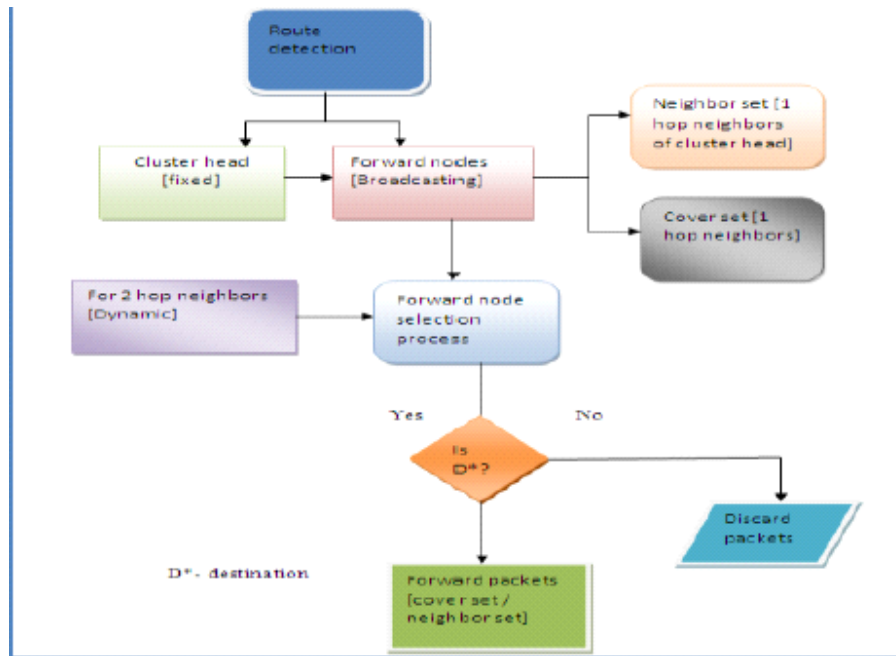 Route
detection
Neighbor set [1
hop neighbors
of cluster head]
Cluster head
[fixed]
Forward nodes
[Broadcasting]
Cover set [1
hop neighbors]
For 2 hop neighbors
[Dynamic]
Forward node
selection
process
Yes
No
Is
D*?
Discard
packets
D*- destination
Forward packets
[cover set /
neighbor set]